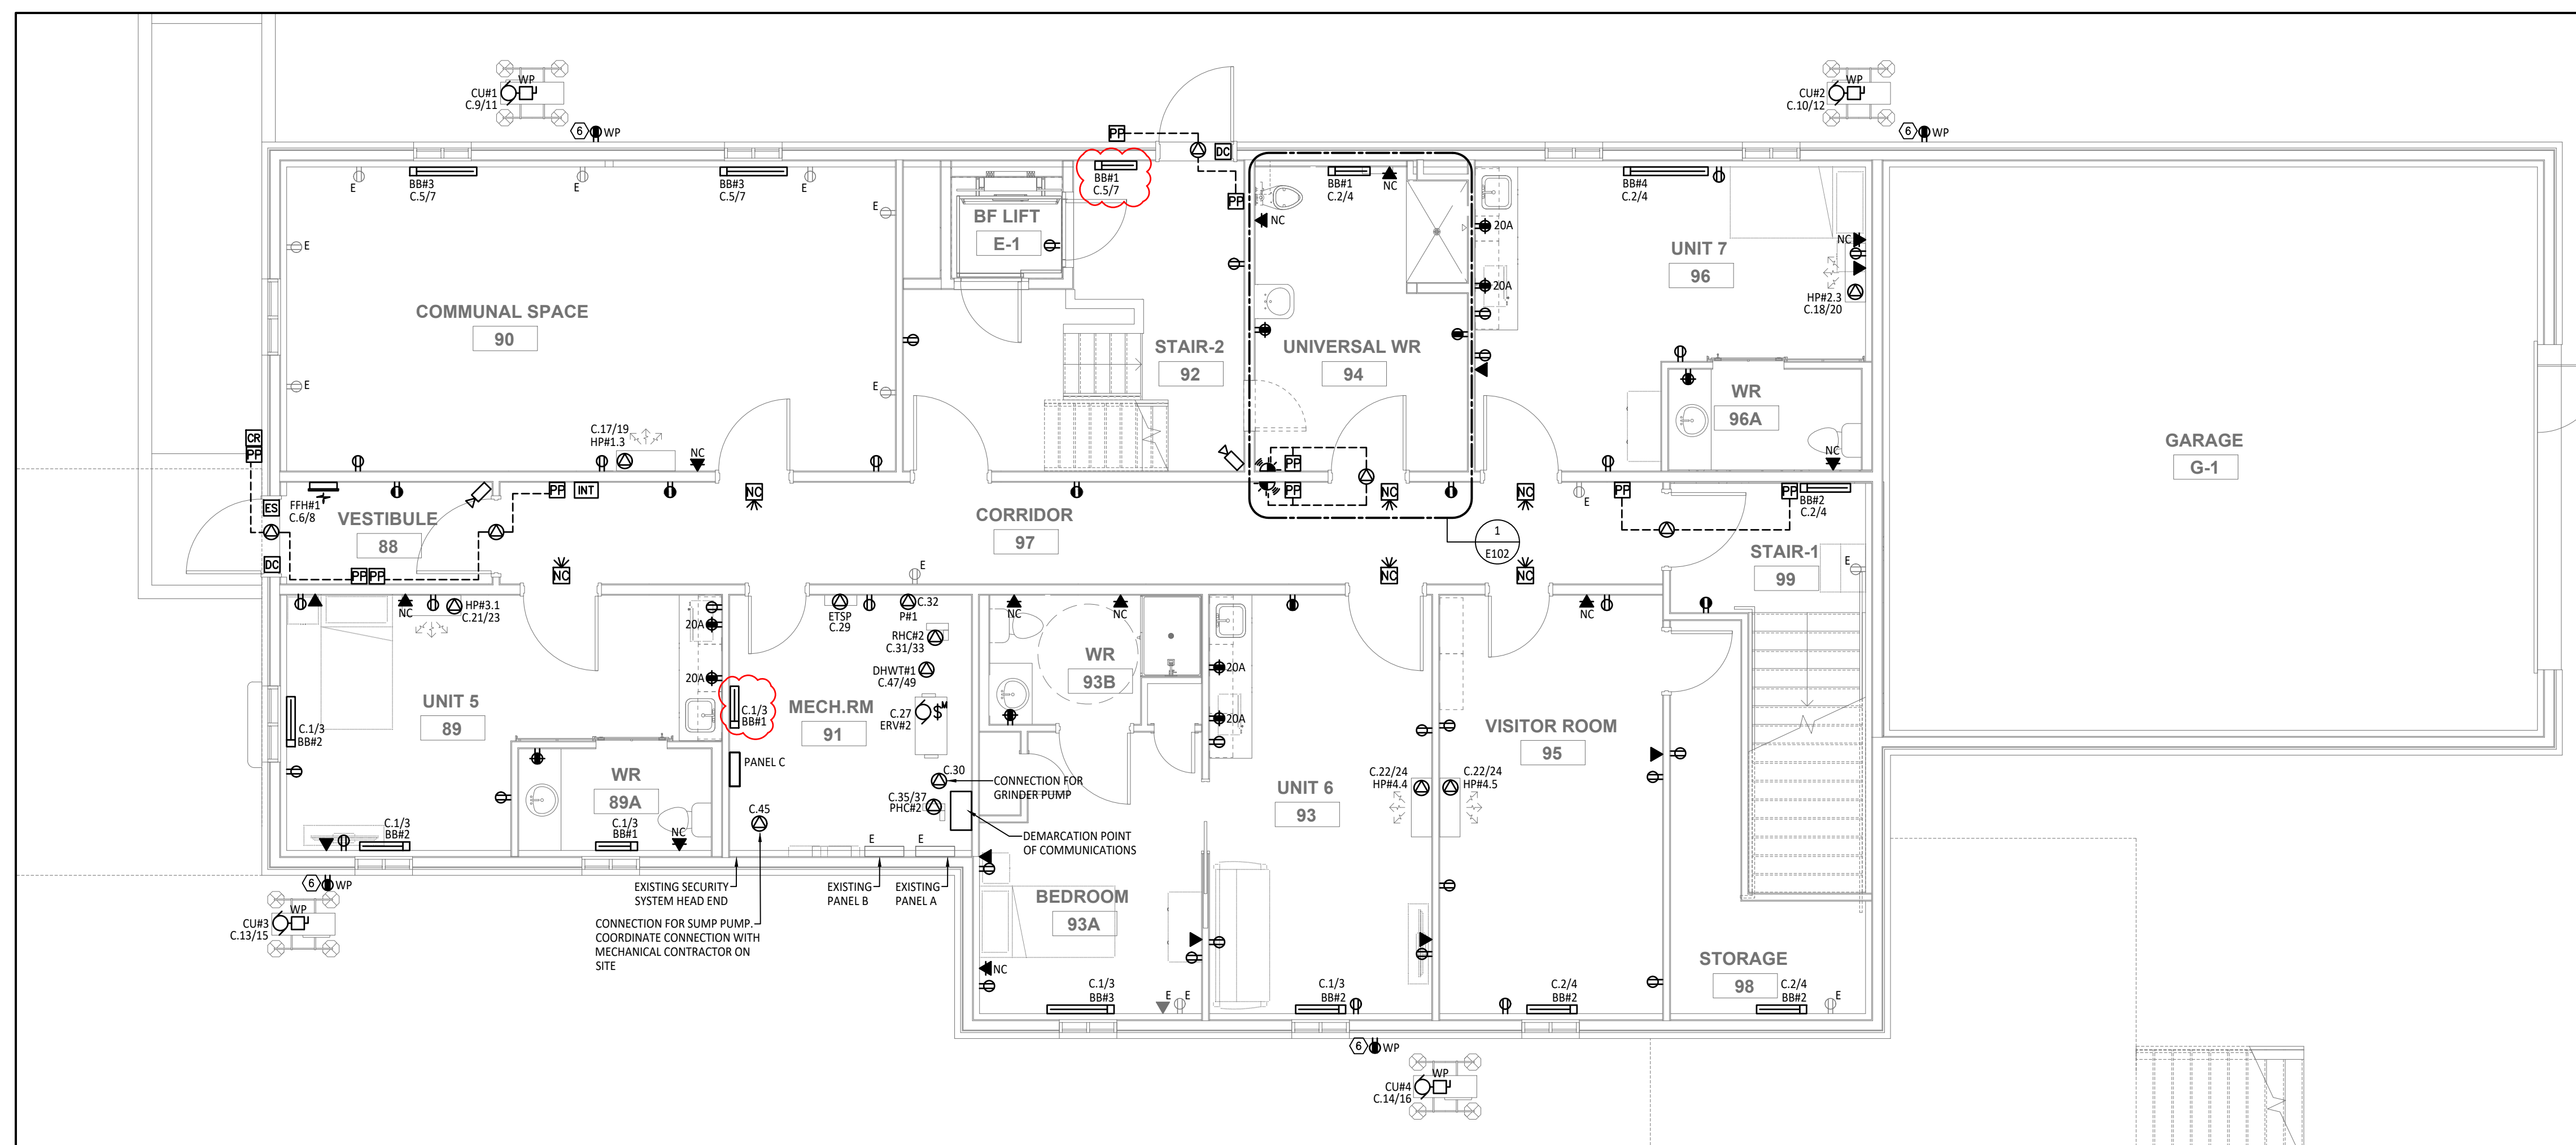 WP
CU#1
C.9/11
6
WP
WP
CU#2
C.10/12
6
WP
PP
DC
PP
BB#3
C.5/7
E
E
BB#3
C.5/7
E
E
BB#1
C.5/7
BB#1
C.2/4
NC
NC
BB#4
C.2/4
BF LIFT
E-1
20A
20A
UNIT 7
96
NC
HP#2.3
C.18/20
E
E
E
COMMUNAL SPACE
90
STAIR-2
92
UNIVERSAL WR
94
WR
96A
NC
GARAGE
G-1
C.17/19
HP#1.3
NC
CR
PP
ES
DC
FFH#1
C.6/8
VESTIBULE
88
PP
INT
PP
PP
NC
NC
CORRIDOR
97
E
PP
PP
NC
NC
NC
NC
1
E102
E
PP
PP
BB#2
C.2/4
STAIR-1
99
E
NC
HP#3.1
C.21/23
20A
20A
UNIT 5
89
C.1/3
BB#2
C.1/3
BB#2
WR
89A
C.1/3
BB#1
NC
ETSP
C.29
C.32
P#1
RHC#2
C.31/33
DHWT#1
C.47/49
C.1/3
BB#1
MECH.RM
91
C.27
ERV#2
$M
PANEL C
C.45
C.30
CONNECTION FOR
GRINDER PUMP
C.35/37
PHC#2
DEMARCATION POINT
OF COMMUNICATIONS
E
E
NC
NC
WR
93B
20A
20A
UNIT 6
93
C.22/24
HP#4.4
C.22/24
HP#4.5
VISITOR ROOM
95
NC
EXISTING SECURITY
SYSTEM HEAD END
EXISTING
PANEL B
EXISTING
PANEL A
CONNECTION FOR SUMP PUMP.
COORDINATE CONNECTION WITH
MECHANICAL CONTRACTOR ON
SITE
6
WP
WP
CU#3
C.13/15
BEDROOM
93A
NC
C.1/3
BB#3
E
E
C.1/3
BB#2
C.2/4
BB#2
STORAGE
98
C.2/4
BB#2
E
6
WP
WP
CU#4
C.14/16